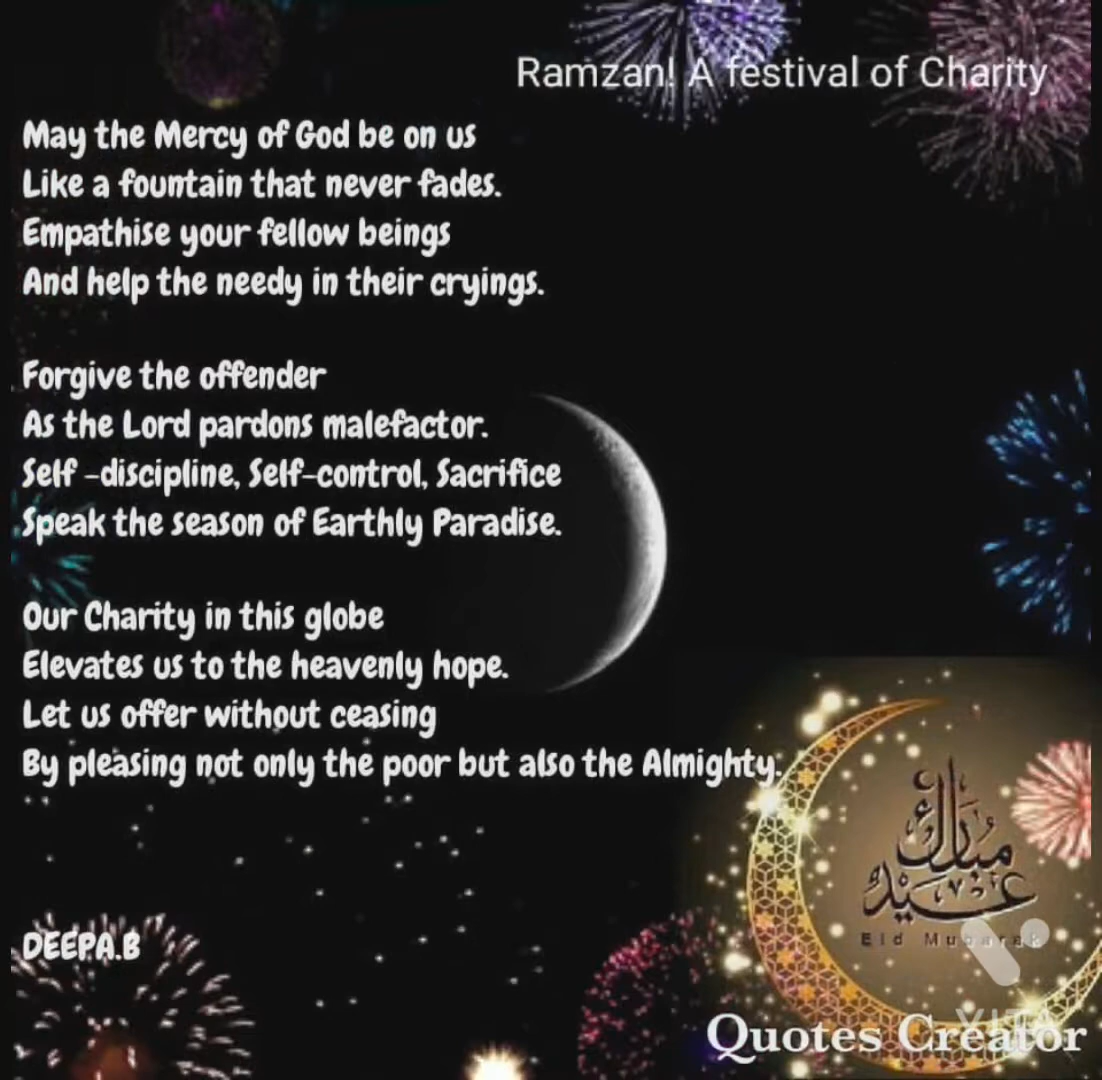 Ramzan! A festival of Charity
May the Mercy of God be on us
Like a fountain that never fades.
Empathise your fellow beings
And help the needy in their cryings.
Forgive the offender
As the Lord pardons malefactor.
Self -discipline, Self-control, Sacrifice
Speak the season of Earthly Paradise.
Our Charity in this globe
Elevates us to the heavenly hope.
Let us offer without ceasing
By pleasing not only the poor but also the Almighty.
مبارك
عيد
Eid Mubarak
DEEPA.B
VITA
Quotes Creator